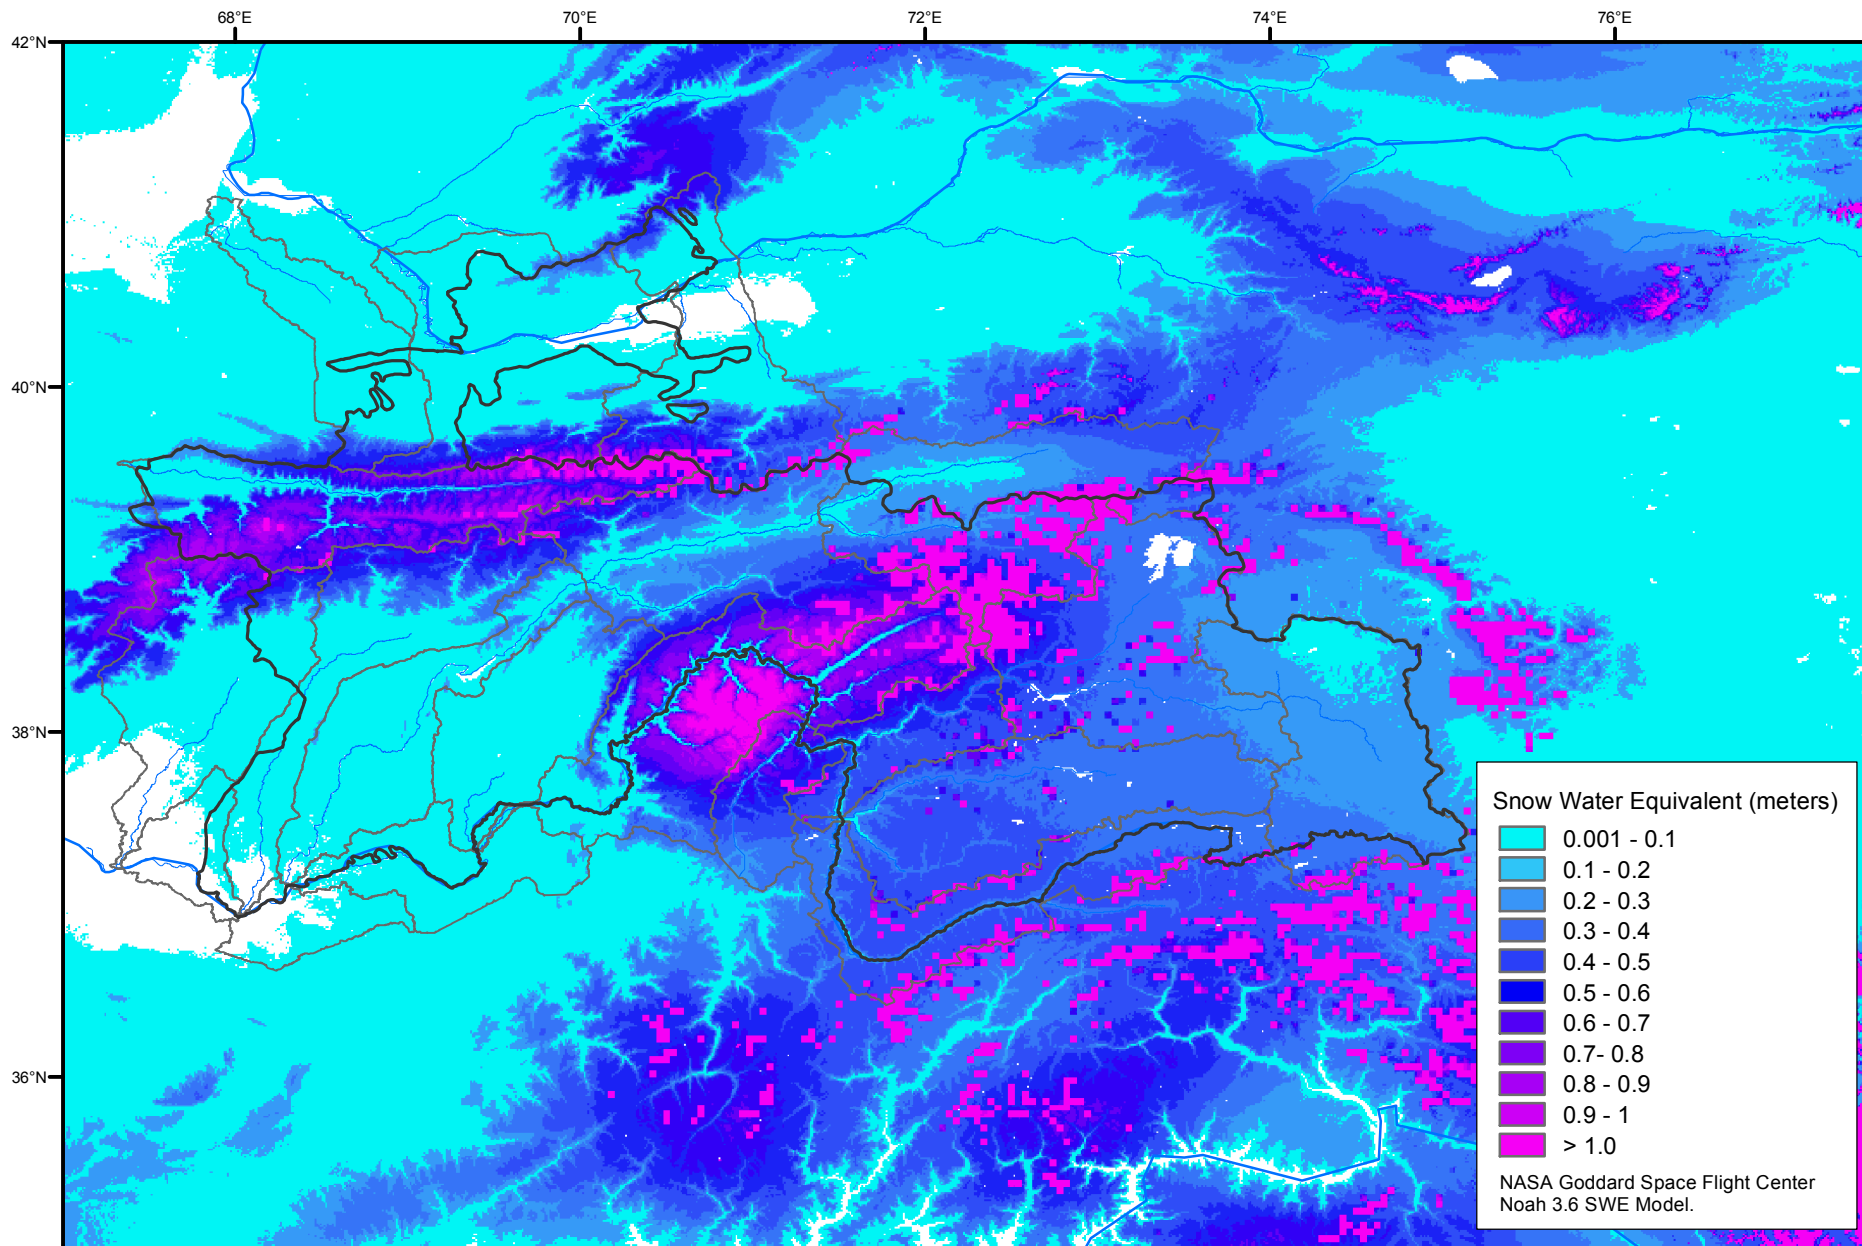 68°E
70°E
72°E
74°E
76°E
42°N
40°N
38°N
36°N
Snow Water Equivalent (meters)
0.001 - 0.1
0.1 - 0.2
0.2 - 0.3
0.3 - 0.4
0.4 - 0.5
0.5 - 0.6
0.6 - 0.7
0.7- 0.8
0.8 - 0.9
0.9 - 1
> 1.0
NASA Goddard Space Flight Center
Noah 3.6 SWE Model.